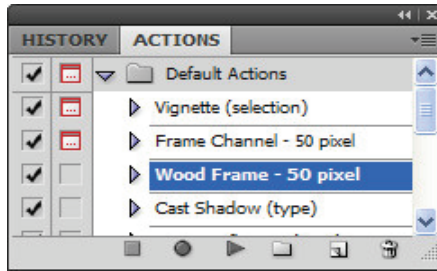 HISTORY ACTIONS
Default Actions
Vignette (selection)
Frame Channel - 50 pixel
Wood Frame - 50 pixel
Cast Shadow (type)